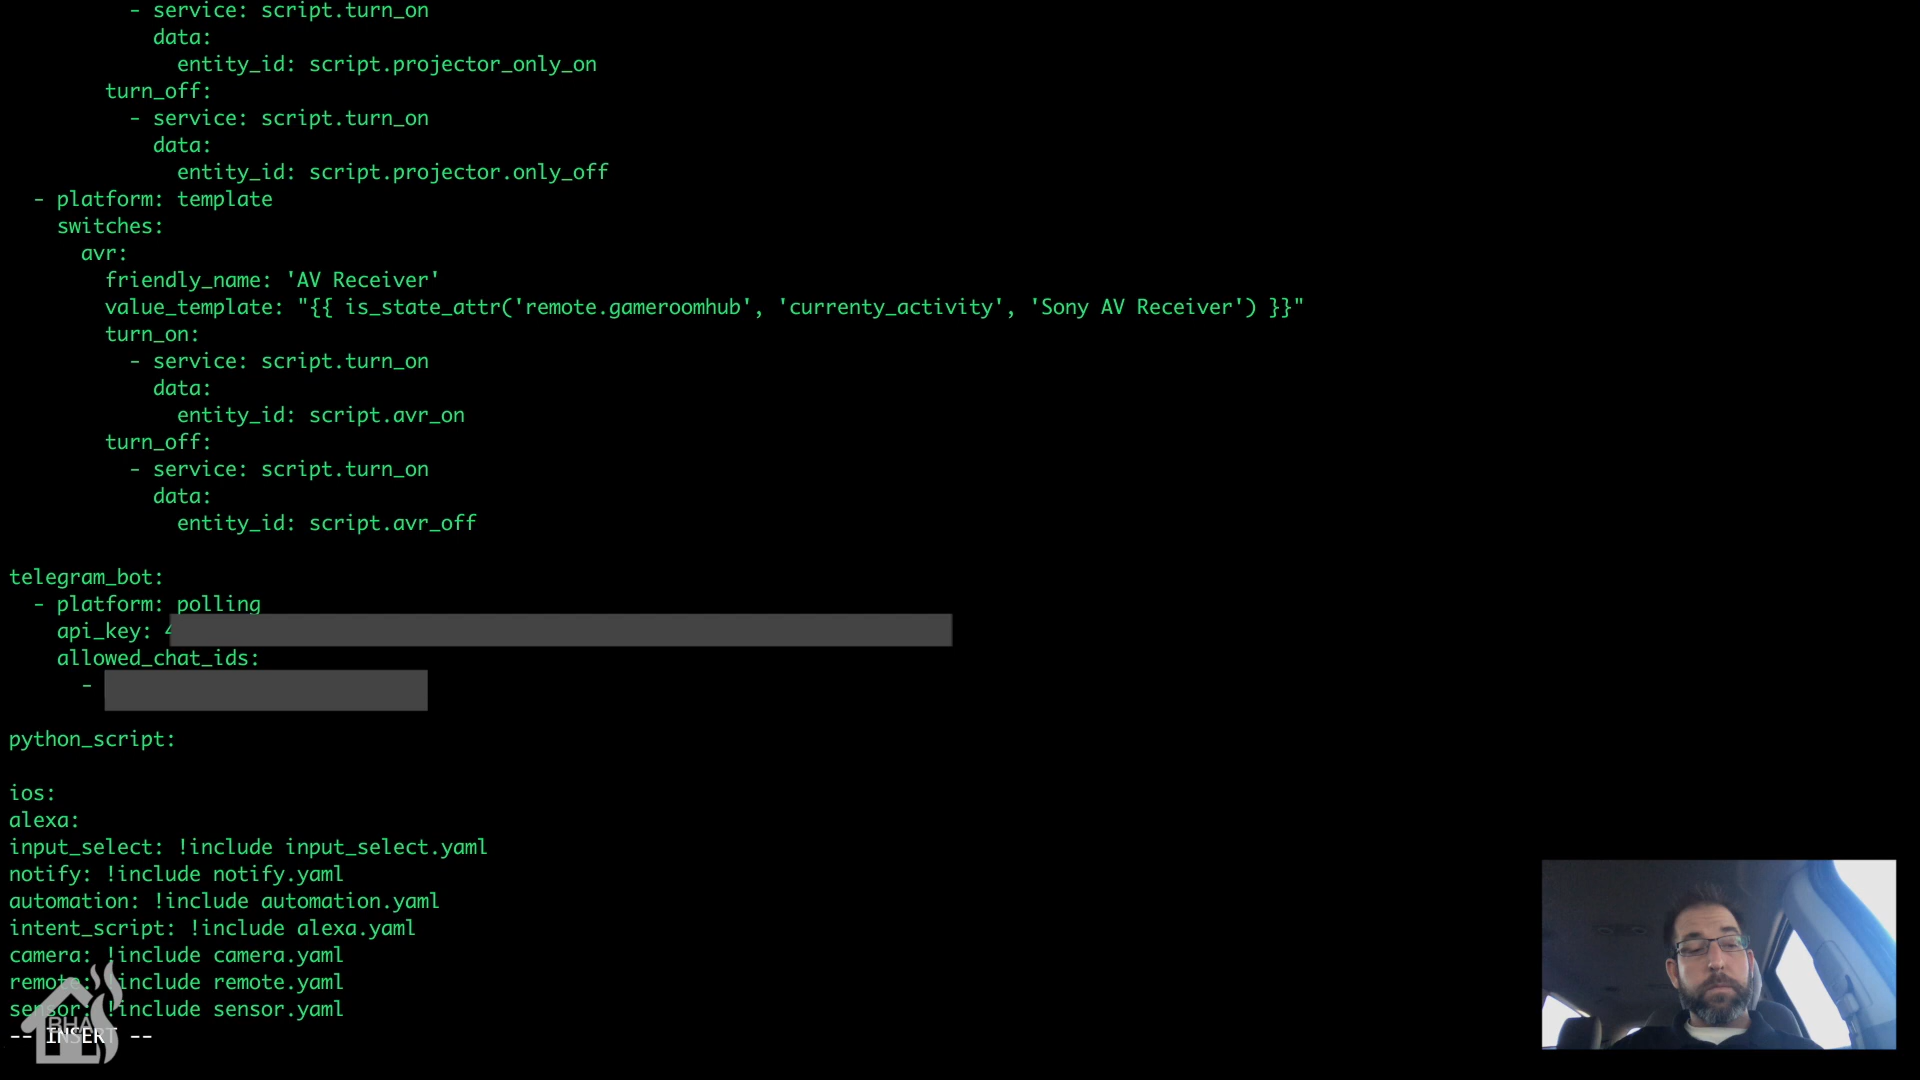 - service: script.turn_on
data:
entity_id: script.projector_only_on
turn_off:
- service: script.turn_on
data:
entity_id: script.projector.only_off
- platform: template
switches:
avr:
friendly_name: 'AV Receiver'
value_template: "{{ is_state_attr('remote.gameroomhub', 'currenty_activity', 'Sony AV Receiver') }}"
turn_on:
- service: script.turn_on
data:
entity_id: script.avr_on
turn_off:
- service: script.turn_on
data:
entity_id: script.avr_off
telegram_bot:
- platform: polling
api_key:
allowed_chat_ids:
-
python_script:
ios:
alexa:
input_select: !include input_select.yaml
notify: !include notify.yaml
automation: !include automation.yaml
intent_script: !include alexa.yaml
camera: !include camera.yaml
remote: !include remote.yaml
sensor: !include sensor.yaml
BHA
-- INSERT --